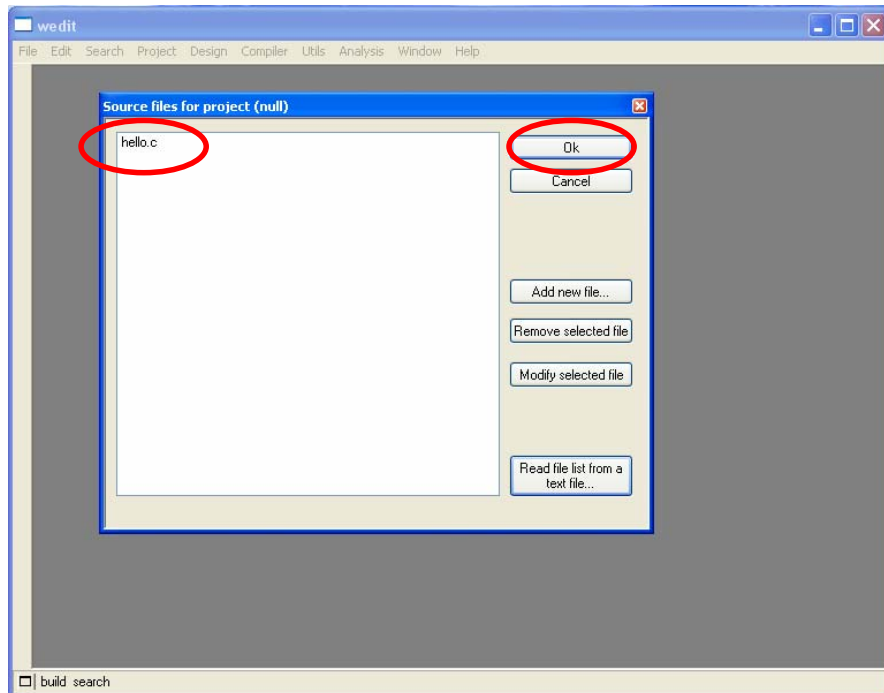 wedit
File Edit Search Project Design Compiler Utils Analysis Window Help
Source files for project (null)
hello.c
Ok
Cancel
Add new file...
Remove selected file
Modify selected file
Read file list from a
text file...
build search